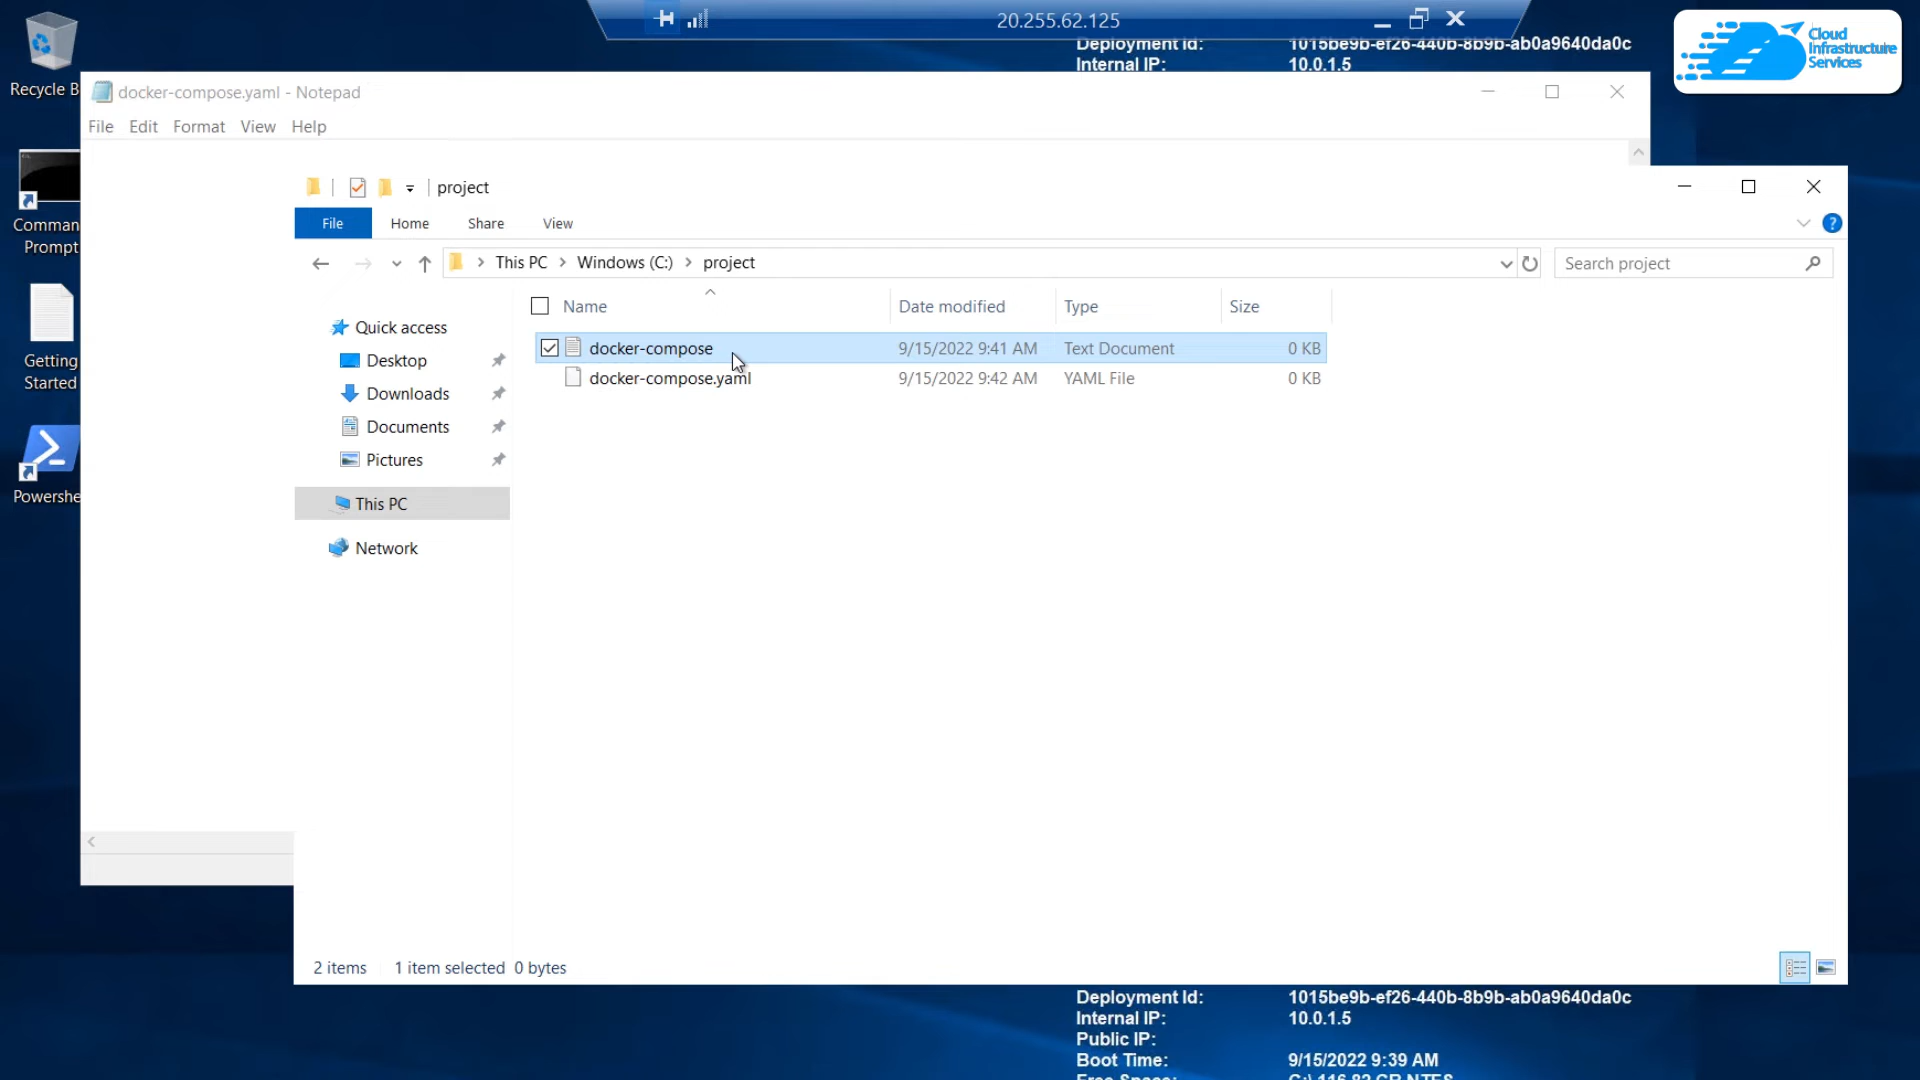 20.255.62.125
Deployment Id: 1015be9b-ef26-440b-8b9b-ab0a9640da0c
Internal IP: 10.0.1.5
Cloud
Infrastructure
Services
Recycle B
docker-compose.yaml - Notepad
File Edit Format View Help
project
File Home Share View
This PC > Windows (C:) > project
Search project
Name Date modified Type Size
docker-compose 9/15/2022 9:41 AM Text Document 0 KB
docker-compose.yaml 9/15/2022 9:42 AM YAML File 0 KB
Quick access
Desktop
Downloads
Documents
Pictures
This PC
Network
Comman
Prompt
Getting
Started
Powershe
2 items 1 item selected 0 bytes
Deployment Id: 1015be9b-ef26-440b-8b9b-ab0a9640da0c
Internal IP: 10.0.1.5
Public IP:
Boot Time: 9/15/2022 9:39 AM